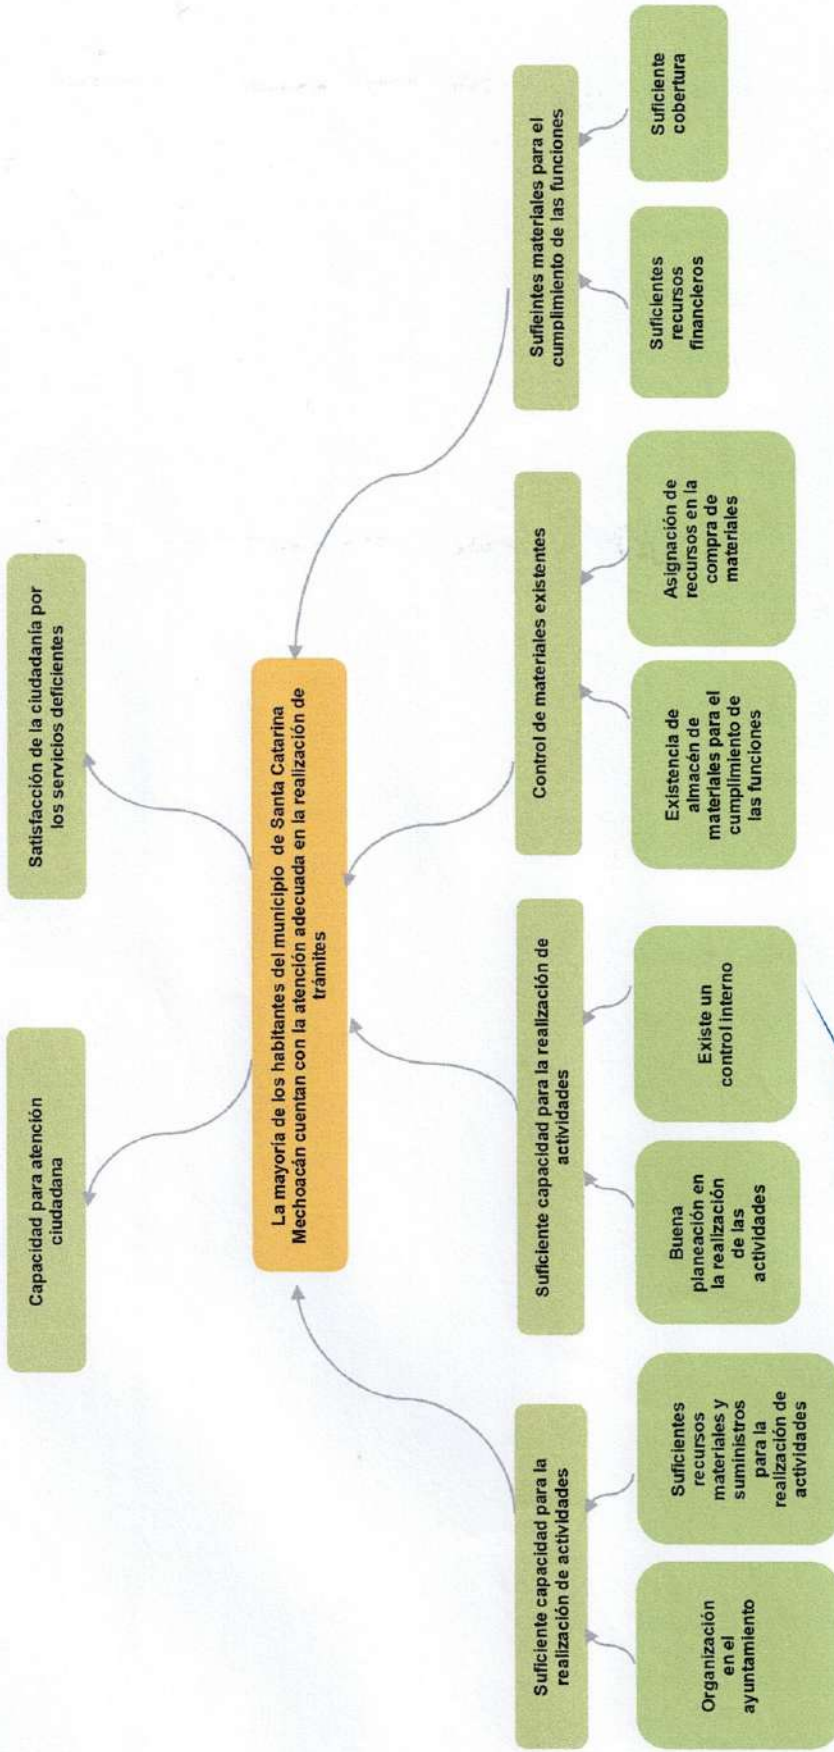 Capacidad para atención
ciudadana
Satisfacción de la ciudadanía por
los servicios deficientes
La mayoría de los habitantes del municipio de Santa Catarina
Mechoacán cuentan con la atención adecuada en la realización de
trámites
Suficiente capacidad para la
realización de actividades
Suficiente capacidad para la realización de
actividades
Control de materiales existentes
Sufieintes materiales para el
cumplimiento de las funciones
Organización
en el
ayuntamiento
Suficientes
recursos
materiales y
suministros
para la
realización de
actividades
Buena
planeación en
la realización
de las
actividades
Existe un
control interno
Existencia de
almacén de
materiales para el
cumplimiento de
las funciones
Asignación de
recursos en la
compra de
materiales
Suficientes
recursos
financieros
Suficiente
cobertura